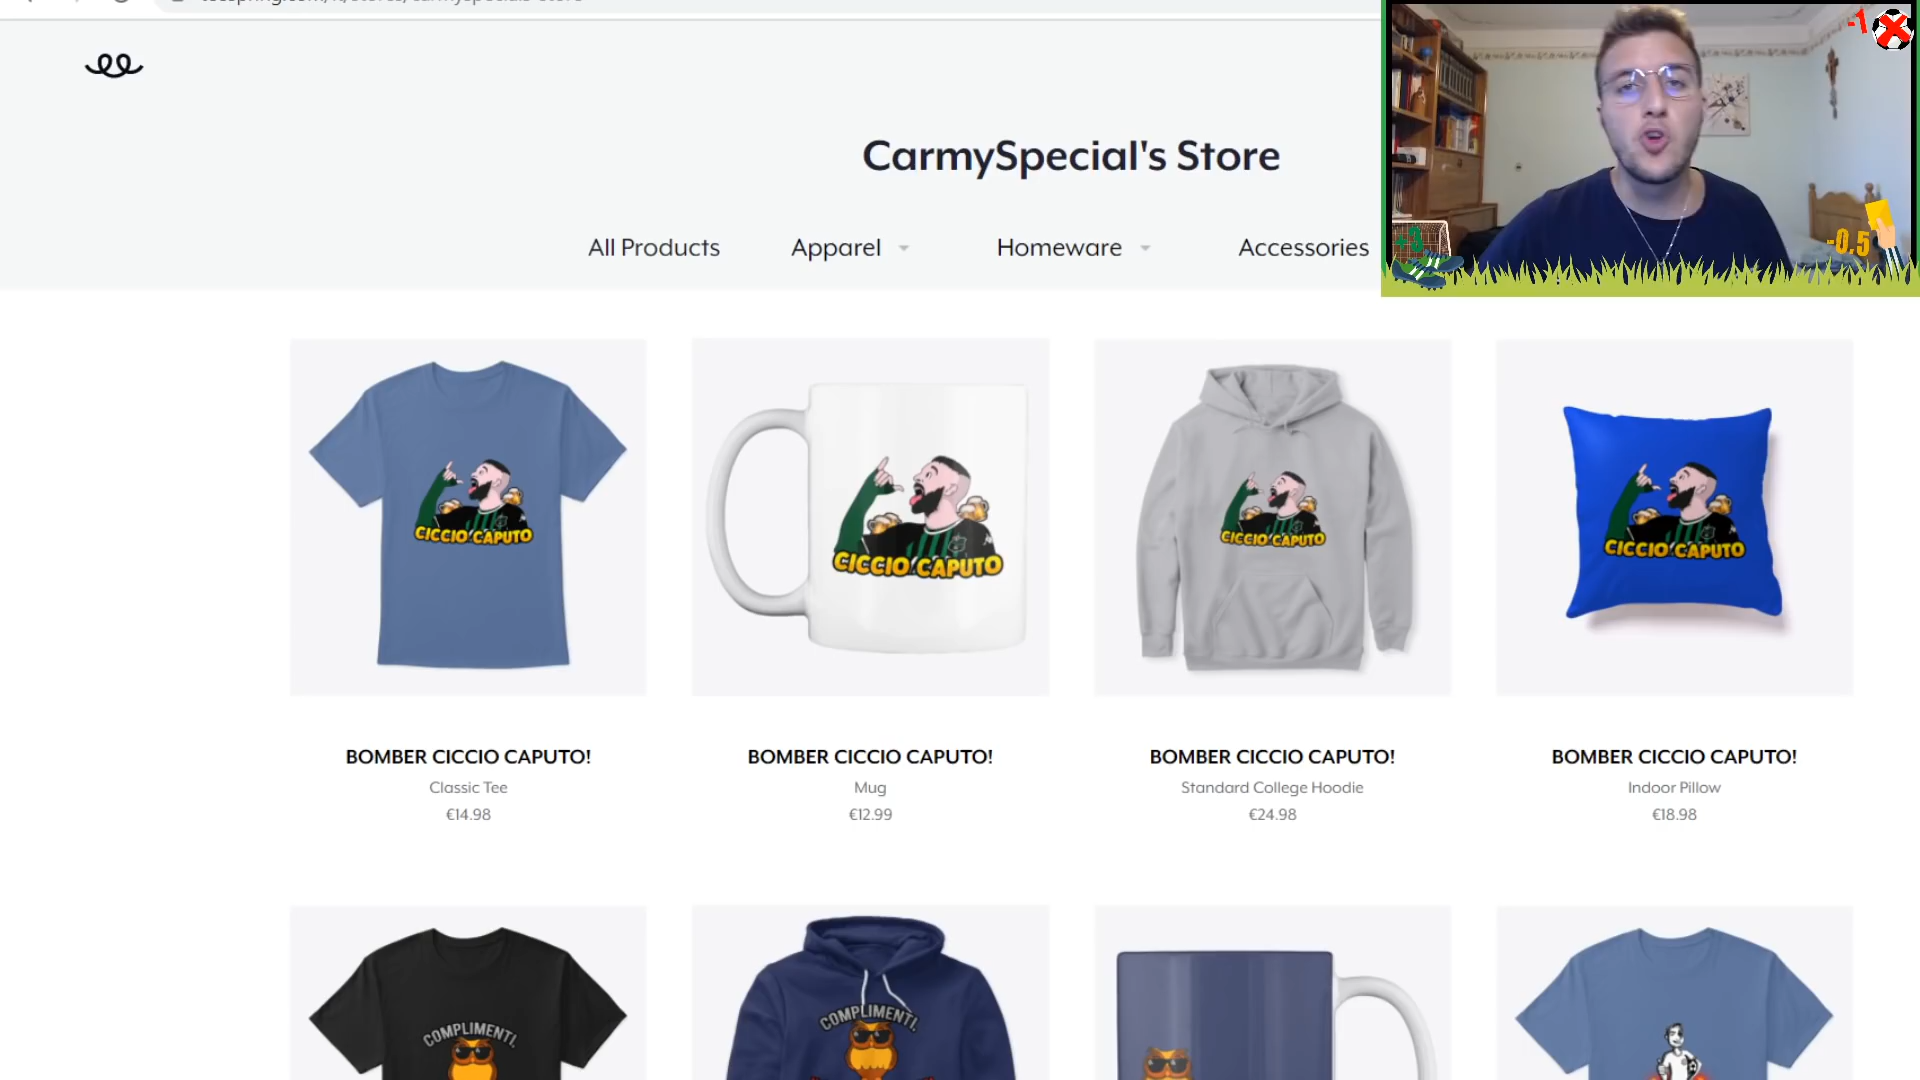 CarmySpecial's Store
All Products Apparel Homeware Accessories
-1
+3
-0,5
CICCIO CAPUTO
CICCIO CAPUTO
CICCIO CAPUTO
CICCIO CAPUTO
BOMBER CICCIO CAPUTO!
Classic Tee
€14.98
BOMBER CICCIO CAPUTO!
Mug
€12.99
BOMBER CICCIO CAPUTO!
Standard College Hoodie
€24.98
BOMBER CICCIO CAPUTO!
Indoor Pillow
€18.98
COMPLIMENTI,
COMPLIMENTI,